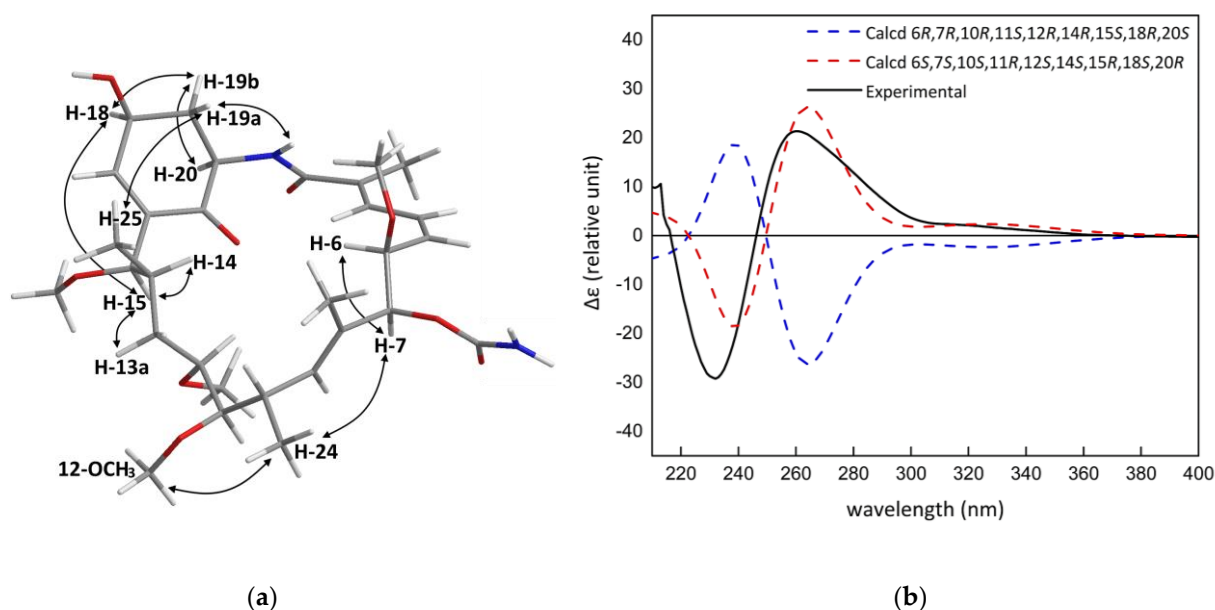 H-19b
H-18
H-19a
H-20
H-25
H-6
H-14
H-15
H-7
H-13a
H-24
12-OCH₃
(a)
Calcd 6R,7R,10R,11S,12R,14R,15S,18R,20S
Calcd 6S,7S,10S,11R,12S,14S,15R,18S,20R
Experimental
Δε (relative unit)
40
30
20
10
0
-10
-20
-30
-40
220 240 260 280 300 320 340 360 380 400
wavelength (nm)
(b)